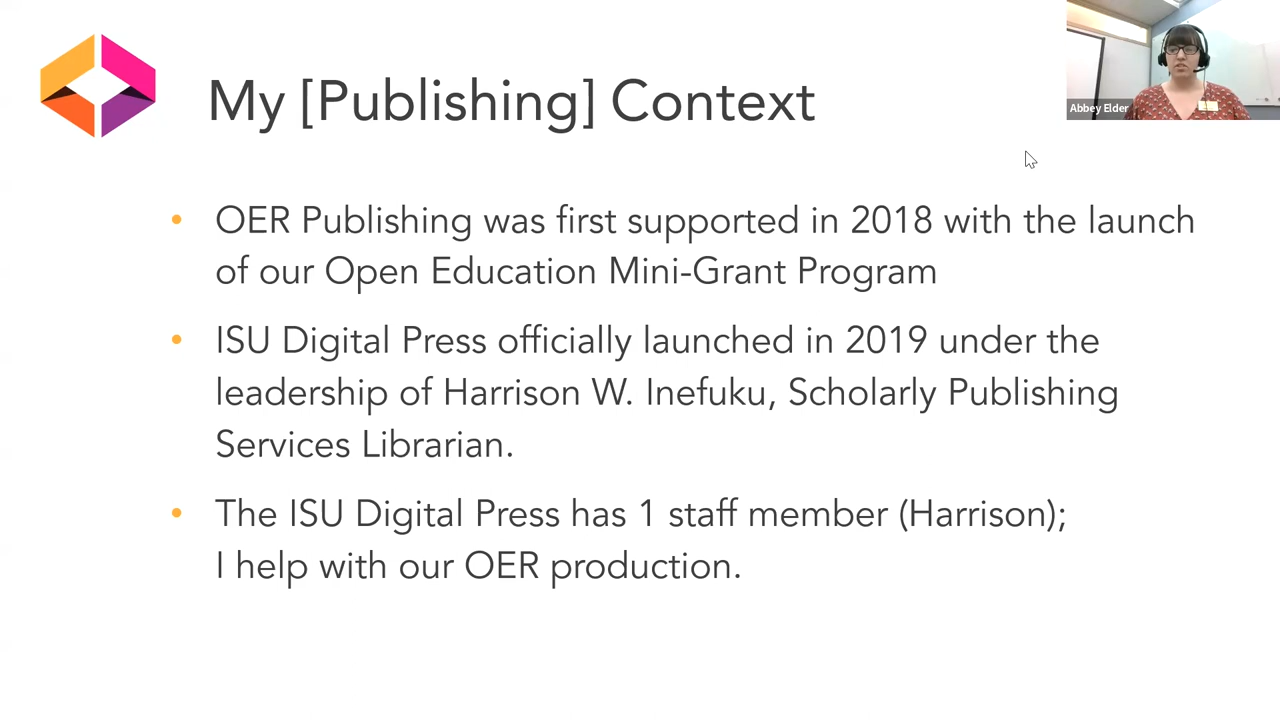 My [Publishing] Context
Abbey Elder
• OER Publishing was first supported in 2018 with the launch
of our Open Education Mini-Grant Program
• ISU Digital Press officially launched in 2019 under the
leadership of Harrison W. Inefuku, Scholarly Publishing
Services Librarian.
• The ISU Digital Press has 1 staff member (Harrison);
I help with our OER production.